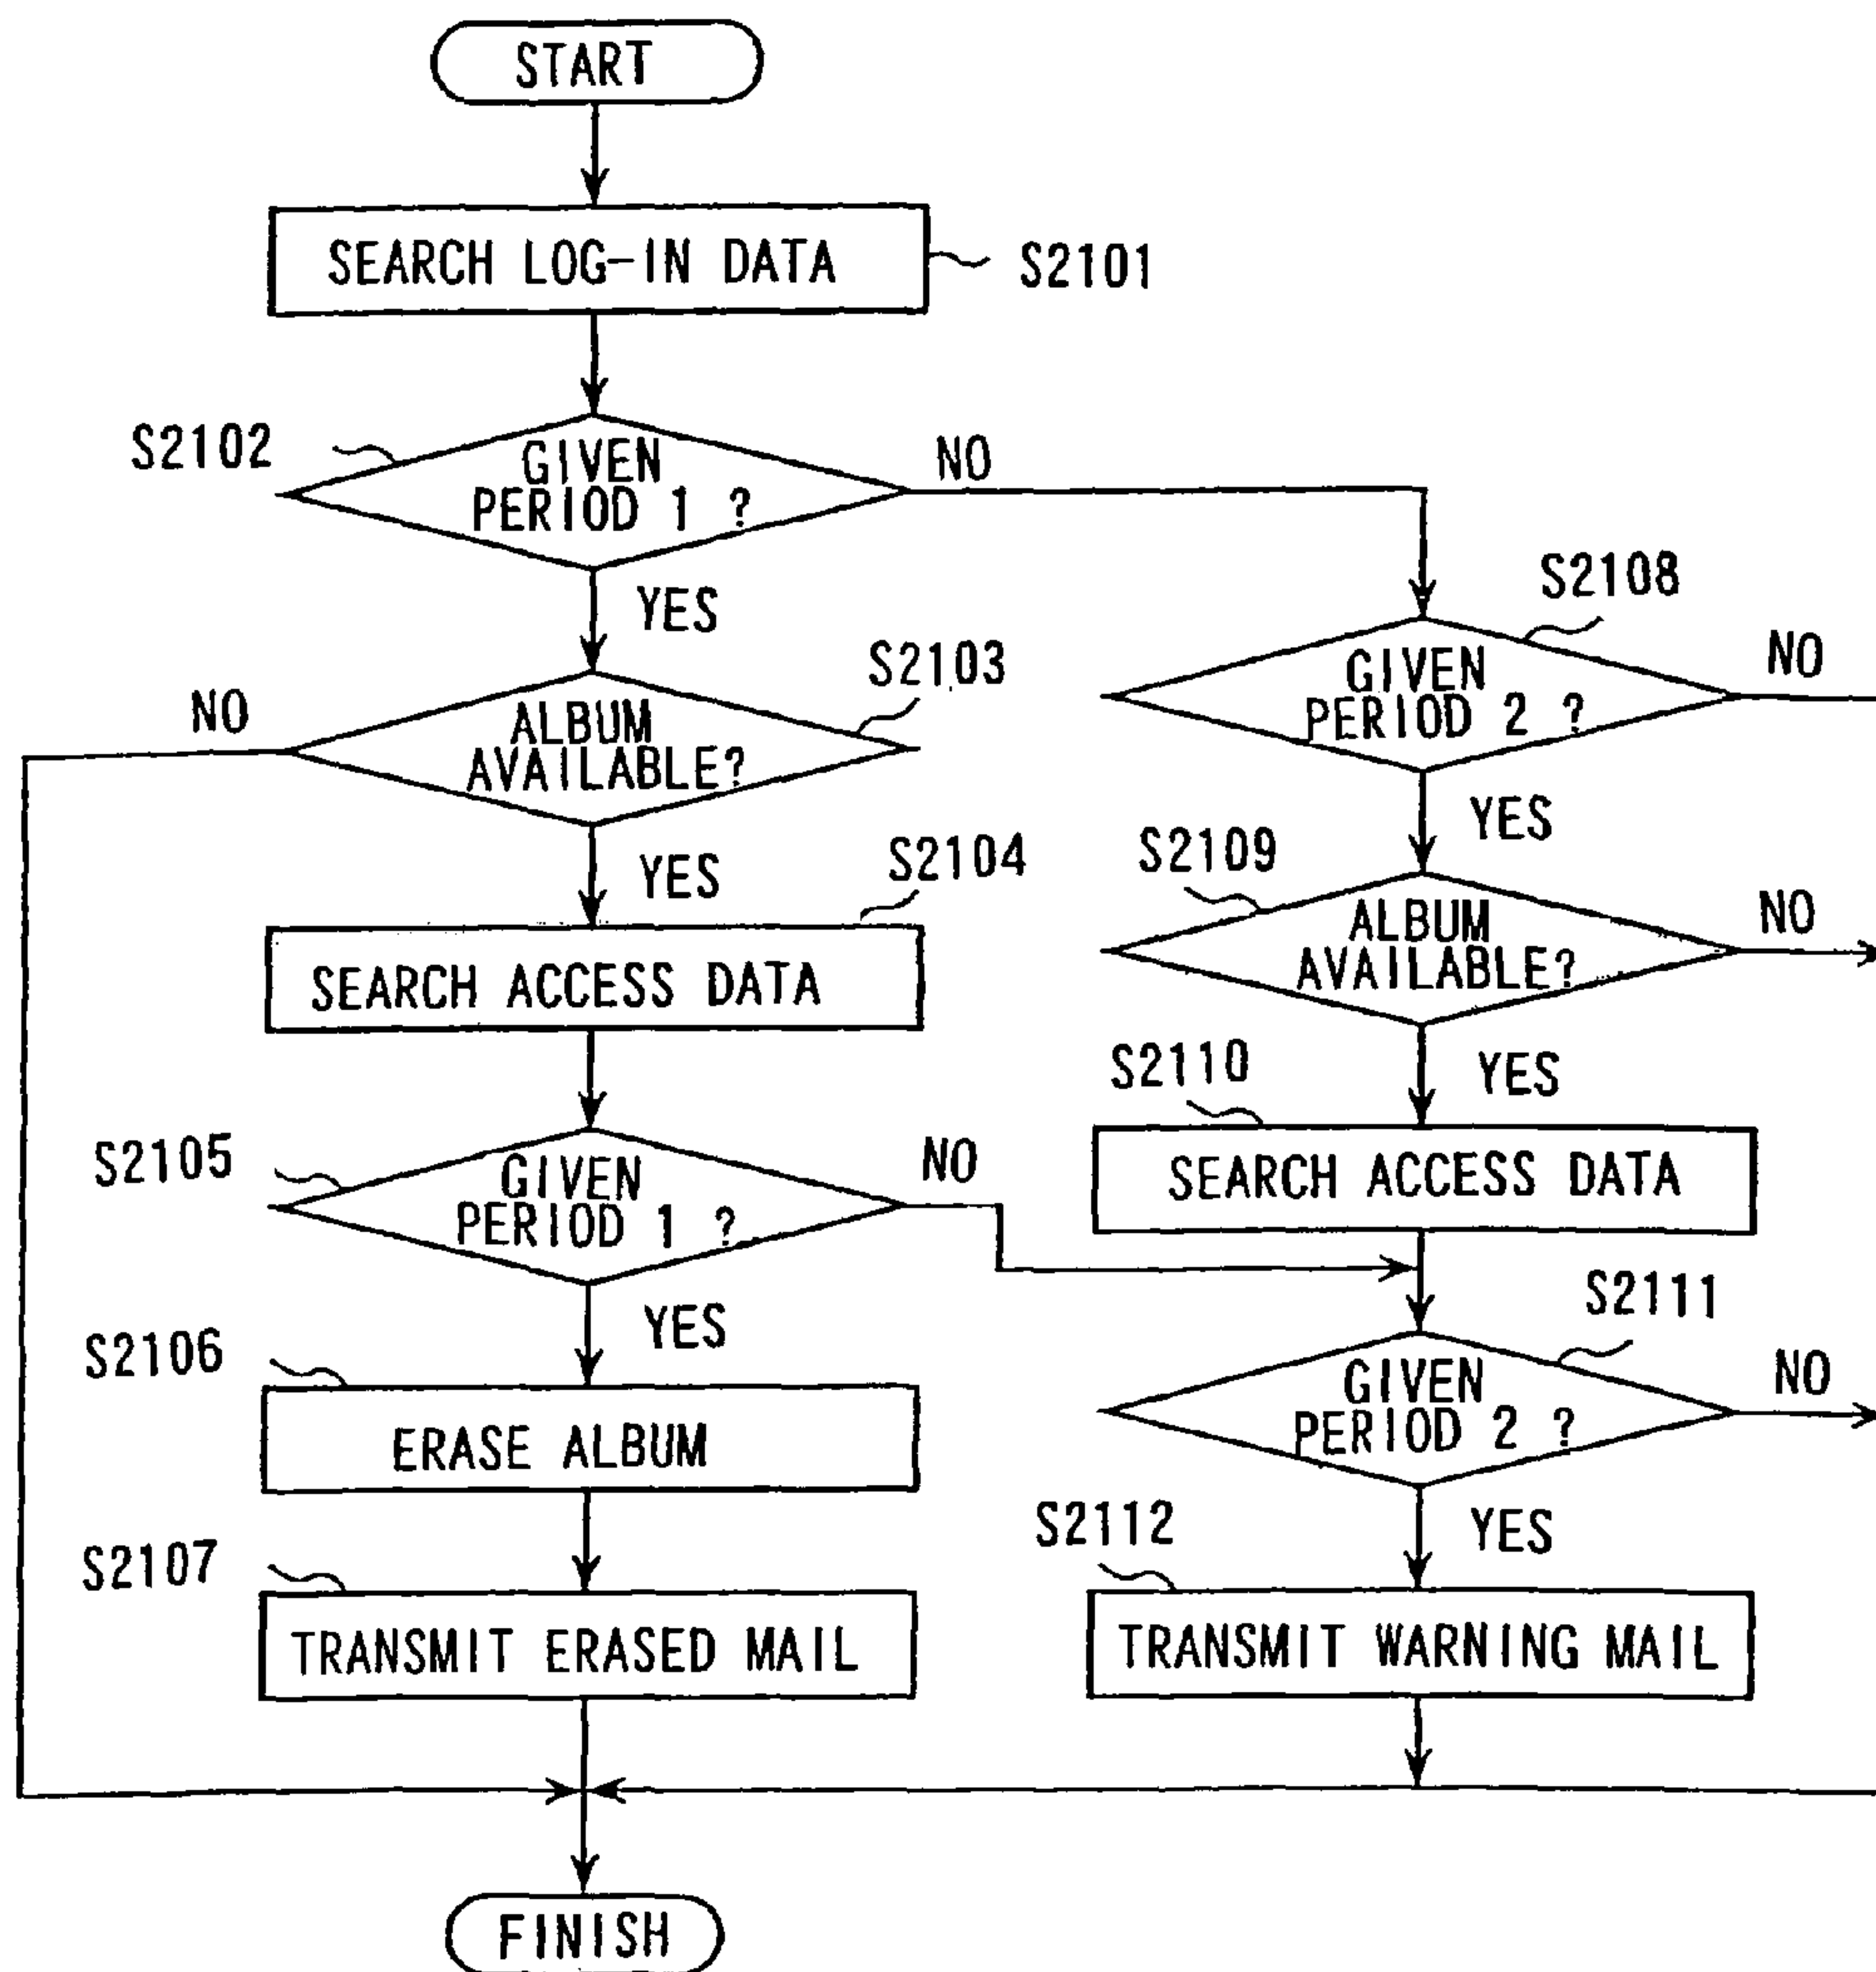 START
SEARCH LOG-IN DATA
S2101
S2102
GIVEN
PERIOD 1 ?
NO
YES
S2103
NO
ALBUM
AVAILABLE?
YES
S2104
SEARCH ACCESS DATA
S2105
GIVEN
PERIOD 1 ?
NO
YES
S2106
ERASE ALBUM
S2107
TRANSMIT ERASED MAIL
S2108
GIVEN
PERIOD 2 ?
NO
YES
S2109
ALBUM
AVAILABLE?
NO
YES
S2110
SEARCH ACCESS DATA
S2111
GIVEN
PERIOD 2 ?
NO
YES
S2112
TRANSMIT WARNING MAIL
FINISH